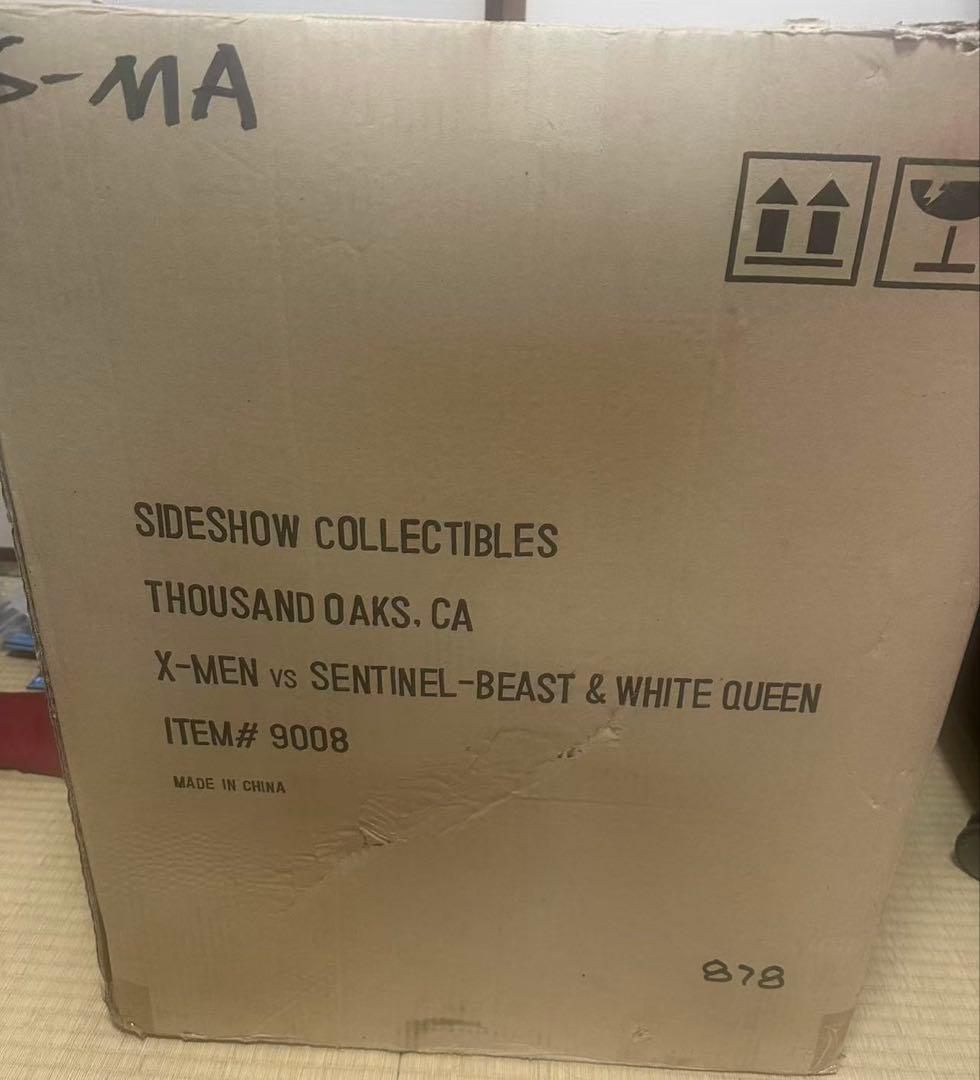 S-MA
SIDESHOW COLLECTIBLES
THOUSAND OAKS, CA
X-MEN vs SENTINEL-BEAST & WHITE QUEEN
ITEM# 9008
MADE IN CHINA
878